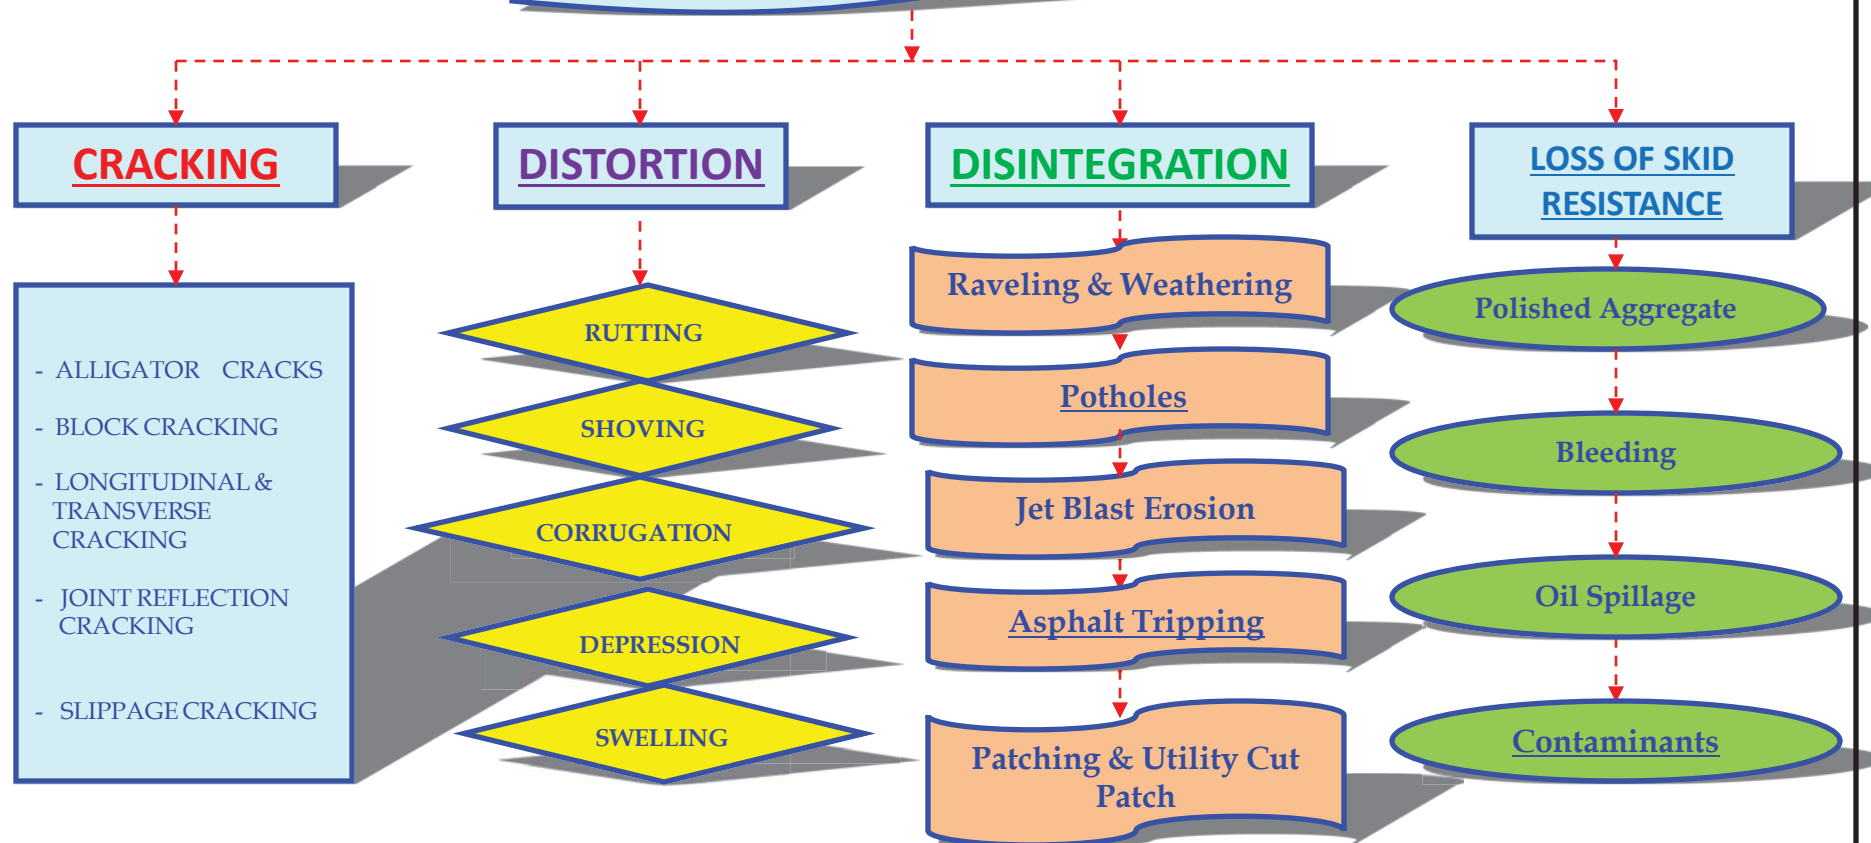 CRACKING
- ALLIGATOR CRACKS
- BLOCK CRACKING
- LONGITUDINAL &
TRANSVERSE
CRACKING
- JOINT REFLECTION
CRACKING
- SLIPPAGE CRACKING
DISTORTION
RUTTING
SHOVING
CORRUGATION
DEPRESSION
SWELLING
DISINTEGRATION
Raveling & Weathering
Potholes
Jet Blast Erosion
Asphalt Tripping
Patching & Utility Cut
Patch
LOSS OF SKID
RESISTANCE
Polished Aggregate
Bleeding
Oil Spillage
Contaminants